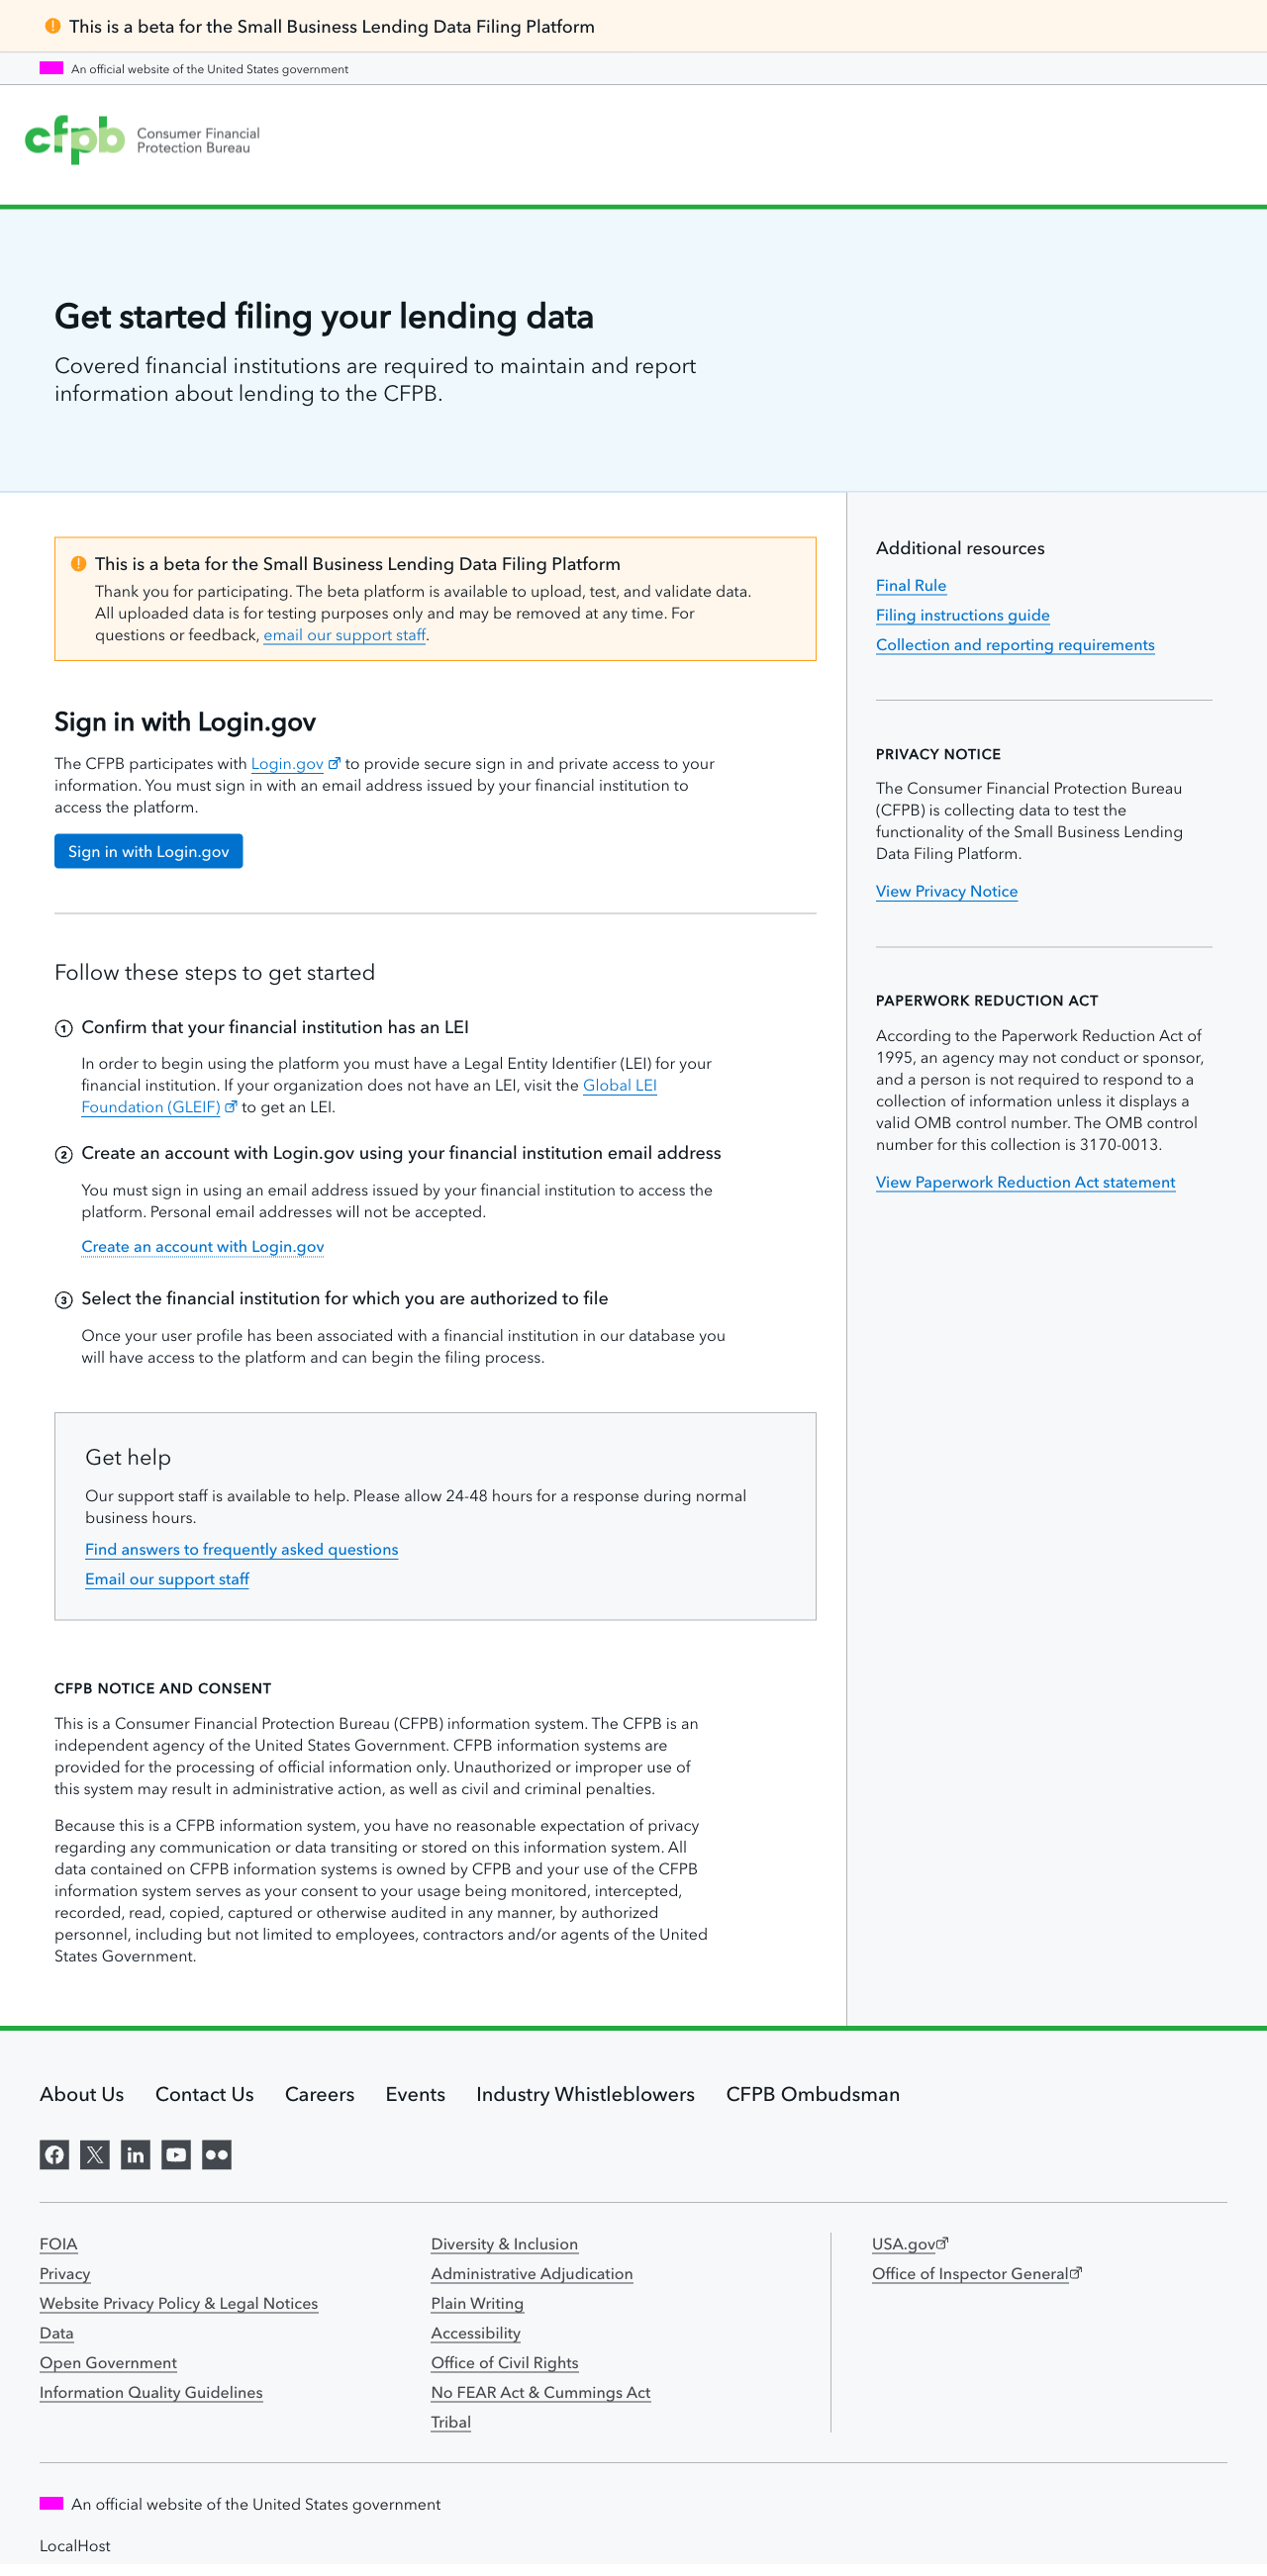 This is a beta for the Small Business Lending Data Filing Platform
An official website of the United States government
cfpb Consumer Financial
Protection Bureau
Get started filing your lending data
Covered financial institutions are required to maintain and report
information about lending to the CFPB.
This is a beta for the Small Business Lending Data Filing Platform
Thank you for participating. The beta platform is available to upload, test, and validate data.
All uploaded data is for testing purposes only and may be removed at any time. For
questions or feedback, email our support staff.
Sign in with Login.gov
The CFPB participates with Login.gov to provide secure sign in and private access to your
information. You must sign in with an email address issued by your financial institution to
access the platform.
Sign in with Login.gov
Follow these steps to get started
1 Confirm that your financial institution has an LEI
In order to begin using the platform you must have a Legal Entity Identifier (LEI) for your
financial institution. If your organization does not have an LEI, visit the Global LEI
Foundation (GLEIF) to get an LEI.
2 Create an account with Login.gov using your financial institution email address
You must sign in using an email address issued by your financial institution to access the
platform. Personal email addresses will not be accepted.
Create an account with Login.gov
3 Select the financial institution for which you are authorized to file
Once your user profile has been associated with a financial institution in our database you
will have access to the platform and can begin the filing process.
Get help
Our support staff is available to help. Please allow 24-48 hours for a response during normal
business hours.
Find answers to frequently asked questions
Email our support staff
CFPB NOTICE AND CONSENT
This is a Consumer Financial Protection Bureau (CFPB) information system. The CFPB is an
independent agency of the United States Government. CFPB information systems are
provided for the processing of official information only. Unauthorized or improper use of
this system may result in administrative action, as well as civil and criminal penalties.
Because this is a CFPB information system, you have no reasonable expectation of privacy
regarding any communication or data transiting or stored on this information system. All
data contained on CFPB information systems is owned by CFPB and your use of the CFPB
information system serves as your consent to your usage being monitored, intercepted,
recorded, read, copied, captured or otherwise audited in any manner, by authorized
personnel, including but not limited to employees, contractors and/or agents of the United
States Government.
Additional resources
Final Rule
Filing instructions guide
Collection and reporting requirements
PRIVACY NOTICE
The Consumer Financial Protection Bureau
(CFPB) is collecting data to test the
functionality of the Small Business Lending
Data Filing Platform.
View Privacy Notice
PAPERWORK REDUCTION ACT
According to the Paperwork Reduction Act of
1995, an agency may not conduct or sponsor,
and a person is not required to respond to a
collection of information unless it displays a
valid OMB control number. The OMB control
number for this collection is 3170-0013.
View Paperwork Reduction Act statement
About Us Contact Us Careers Events Industry Whistleblowers CFPB Ombudsman
FOIA
Privacy
Website Privacy Policy & Legal Notices
Data
Open Government
Information Quality Guidelines
Diversity & Inclusion
Administrative Adjudication
Plain Writing
Accessibility
Office of Civil Rights
No FEAR Act & Cummings Act
Tribal
USA.gov
Office of Inspector General
An official website of the United States government
LocalHost